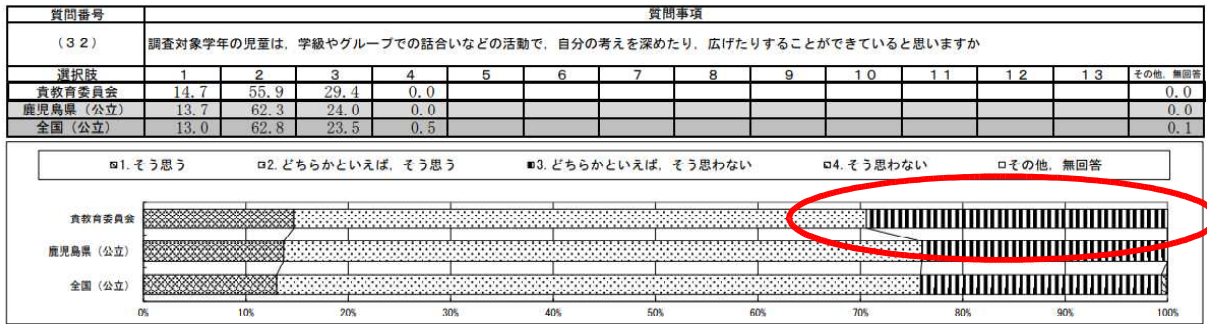 質問番号 質問事項
(32) 調査対象学年の児童は,学級やグループでの話合いなどの活動で,自分の考えを深めたり,広げたりすることができていると思いますか
選択肢 1 2 3 4 5 6 7 8 9 10 11 12 13 その他,無回答
貴教育委員会 14.7 55.9 29.4 0.0 0.0
鹿児島県(公立) 13.7 62.3 24.0 0.0 0.0
全国(公立) 13.0 62.8 23.5 0.5 0.1
1.そう思う 2.どちらかといえば,そう思う 3.どちらかといえば,そう思わない 4.そう思わない その他,無回答
貴教育委員会
鹿児島県(公立)
全国(公立)
0% 10% 20% 30% 40% 50% 60% 70% 80% 90% 100%